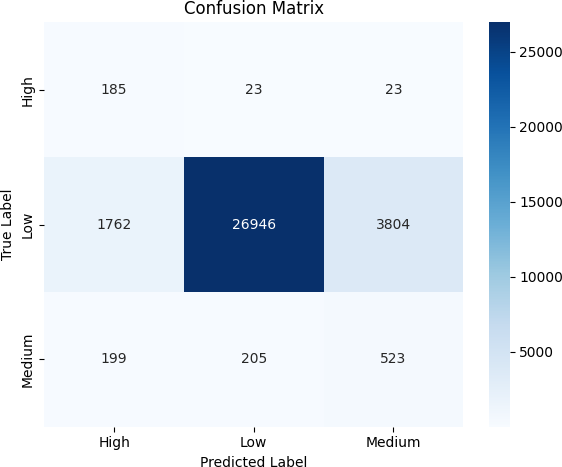 Confusion Matrix
True Label
High
185 23 23
25000
20000
Low
1762 26946 3804
15000
10000
Medium
199 205 523
5000
High Low Medium
Predicted Label